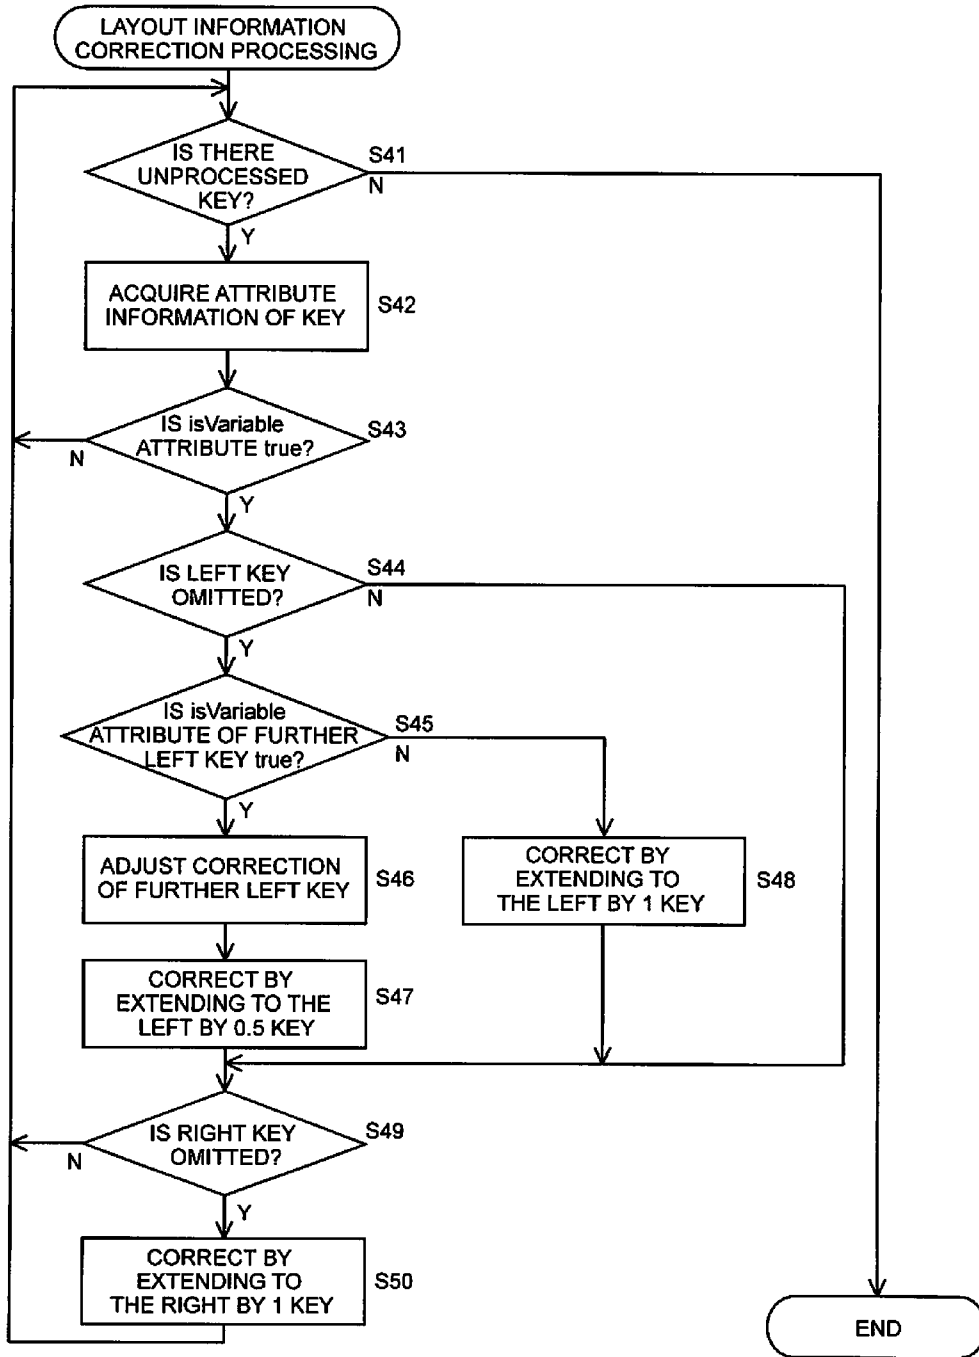 LAYOUT INFORMATION
CORRECTION PROCESSING
IS THERE
UNPROCESSED
KEY?
S41
N
Y
ACQUIRE ATTRIBUTE
INFORMATION OF KEY
S42
IS isVariable
ATTRIBUTE true?
S43
N
Y
IS LEFT KEY
OMITTED?
S44
N
Y
IS isVariable
ATTRIBUTE OF FURTHER
LEFT KEY true?
S45
N
Y
ADJUST CORRECTION
OF FURTHER LEFT KEY
S46
CORRECT BY
EXTENDING TO
THE LEFT BY 1 KEY
S48
CORRECT BY
EXTENDING TO THE
LEFT BY 0.5 KEY
S47
IS RIGHT KEY
OMITTED?
S49
N
Y
CORRECT BY
EXTENDING TO
THE RIGHT BY 1 KEY
S50
END